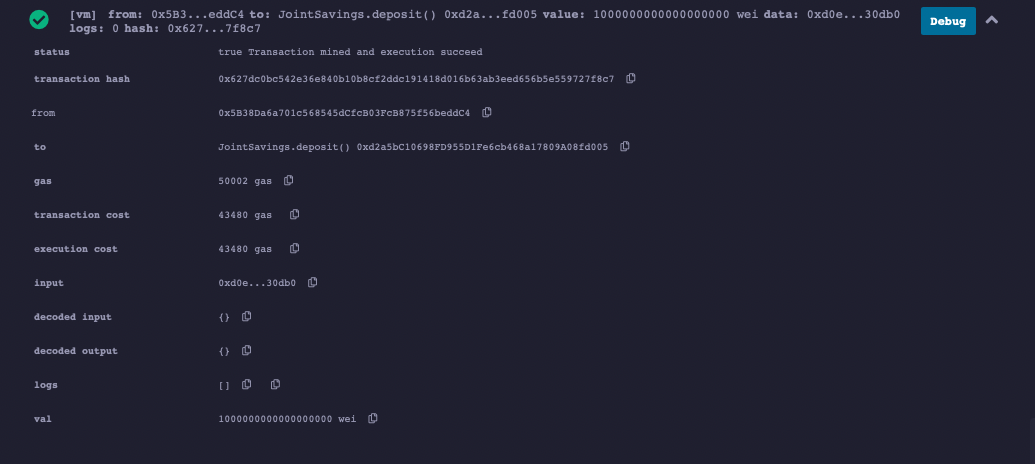 [vm] from: 0x5B3...eddC4 to: JointSavings.deposit() 0xd2a...fd005 value: 1000000000000000000 wei data: 0xd0e...30db0
logs: 0 hash: 0x627...7f8c7
Debug
status true Transaction mined and execution succeed
transaction hash 0x627dc0bc542e36e840b10b8cf2ddc191418d016b63ab3eed656b5e559727f8c7
from 0x5B38Da6a701c568545dCfcB03FcB875f56beddC4
to JointSavings.deposit() 0xd2a5bC10698FD955D1Fe6cb468a17809A08fd005
gas 50002 gas
transaction cost 43480 gas
execution cost 43480 gas
input 0xd0e...30db0
decoded input {}
decoded output {}
logs []
val 1000000000000000000 wei